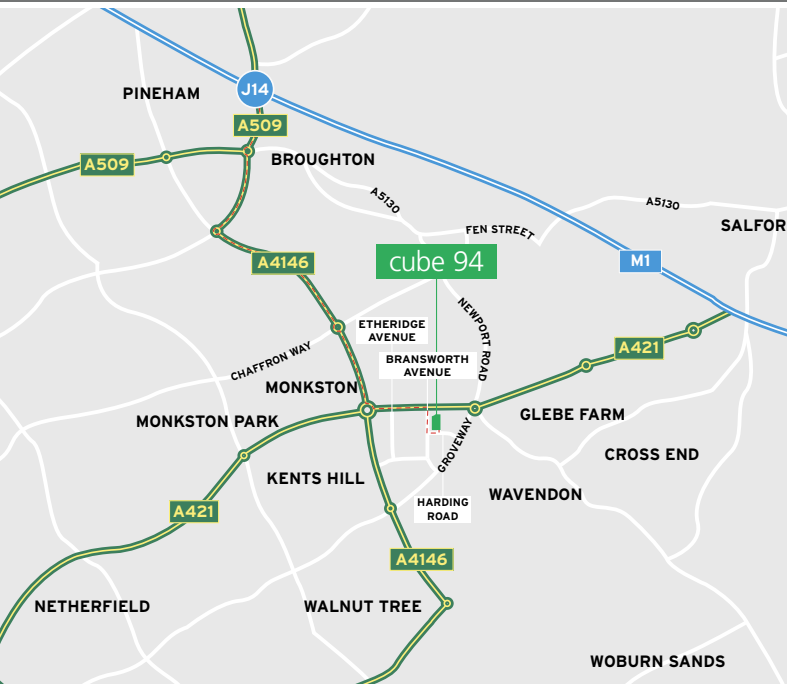 PINEHAM
J14
A509
A509
BROUGHTON
A5130
A5130
FEN STREET
SALFOR
A4146
cube 94
M1
NEWPORT ROAD
ETHERIDGE
AVENUE
CHAFFRON WAY
BRANSWORTH
AVENUE
A421
MONKSTON
MONKSTON PARK
GLEBE FARM
GROVEWAY
CROSS END
KENTS HILL
WAVENDON
HARDING
ROAD
A421
A4146
NETHERFIELD
WALNUT TREE
WOBURN SANDS